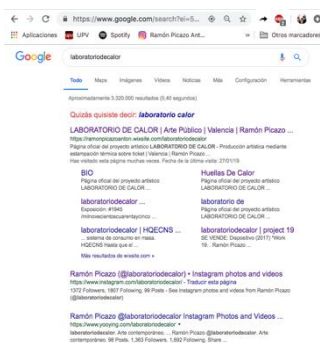 https://www.google.com/search?ei=5...
Aplicaciones UPV Spotify Ramón Picazo Ant... » Otros marcadores
Google laboratoriodecalor
Todo Maps Imágenes Vídeos Noticias Más Configuración Herramientas
Aproximadamente 3.320.000 resultados (0,40 segundos)
Quizás quisiste decir: laboratorio calor
LABORATORIO DE CALOR | Arte Público | Valencia | Ramón Picazo ...
https://ramonpicazoanton.wixsite.com/laboratoriodecalor
Página oficial del proyecto artístico LABORATORIO DE CALOR - Producción artística mediante
estampación térmica sobre ticket | Valencia | Ramón Picazo.
Has visitado esta página muchas veces. Fecha de la última visita: 27/01/19
BIO Huellas De Calor
Página oficial del proyecto artístico Página oficial del proyecto artístico
LABORATORIO DE CALOR ... LABORATORIO DE CALOR ...
laboratoriodecalor ... laboratorio de
Exposición: #1945 Página oficial del proyecto artístico
/milnovecientoscuarentaycinco ... LABORATORIO DE CALOR ...
laboratoriodecalor | HQECNS ... laboratoriodecalor | project 19
... sistema de consumo en masa. SE VENDE: Dispositivo (2017) "Work
HQECNS Hasta que el ... 19 . Ramón Picazo ...
Más resultados de wixsite.com »
Ramón Picazo (@laboratoriodecalor) • Instagram photos and videos
https://www.instagram.com/laboratoriodecalor/ - Traducir esta página
1372 Followers, 1807 Following, 99 Posts - See Instagram photos and videos from Ramón Picazo
(@laboratoriodecalor)
Ramón Picazo @laboratoriodecalor Instagram Photos and Videos ...
https://www.yooying.com/laboratoriodecalor
laboratoriodecalor. Arte contemporáneo. ... Ramón Picazo @laboratoriodecalor. Arte
contemporáneo. 98 Posts, 1,363 Followers, 1,682 Following. Share ...